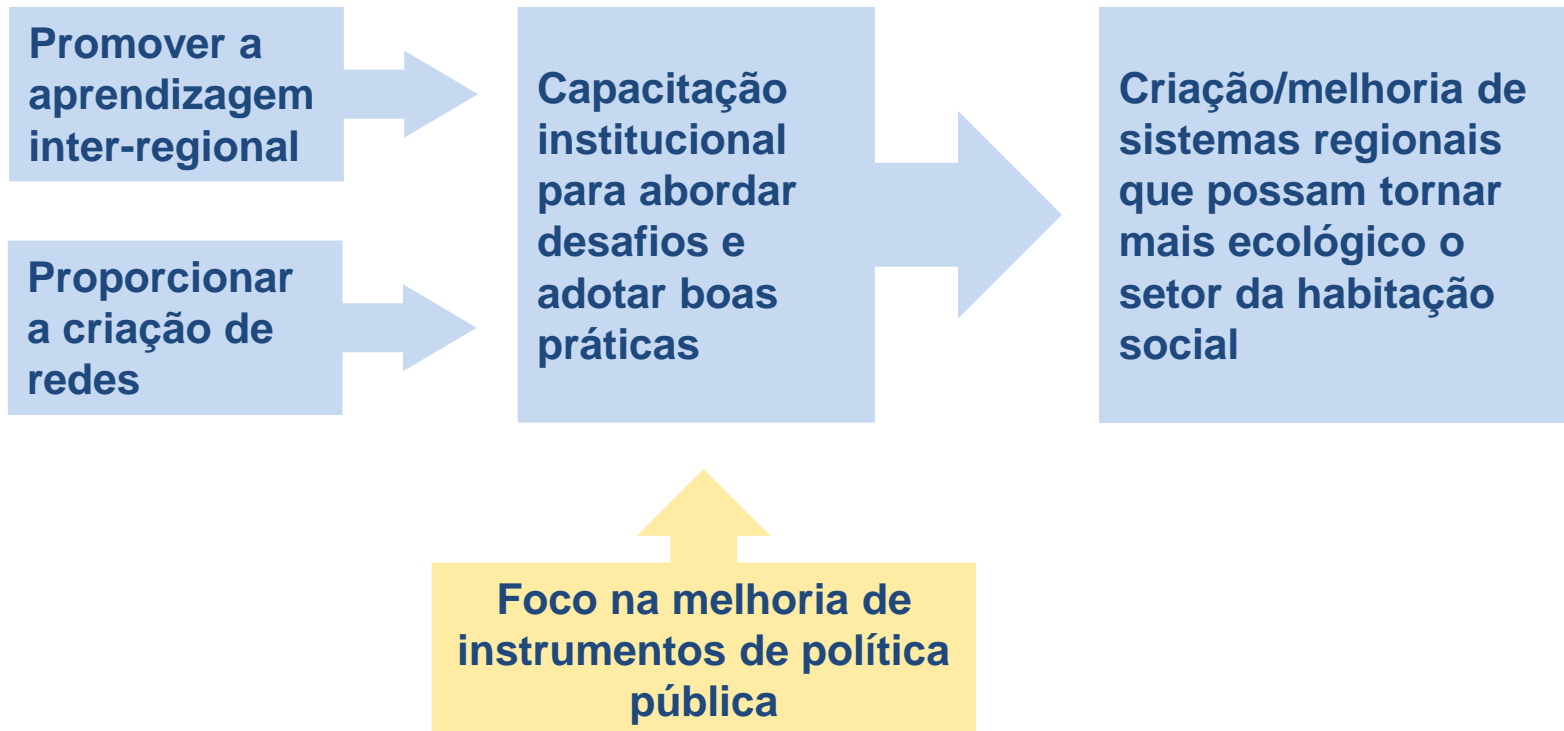 Promover a
aprendizagem
inter-regional
Proporcionar
a criação de
redes
Capacitação
institucional
para abordar
desafios e
adotar boas
práticas
Criação/melhoria de
sistemas regionais
que possam tornar
mais ecológico o
setor da habitação
social
Foco na melhoria de
instrumentos de política
pública